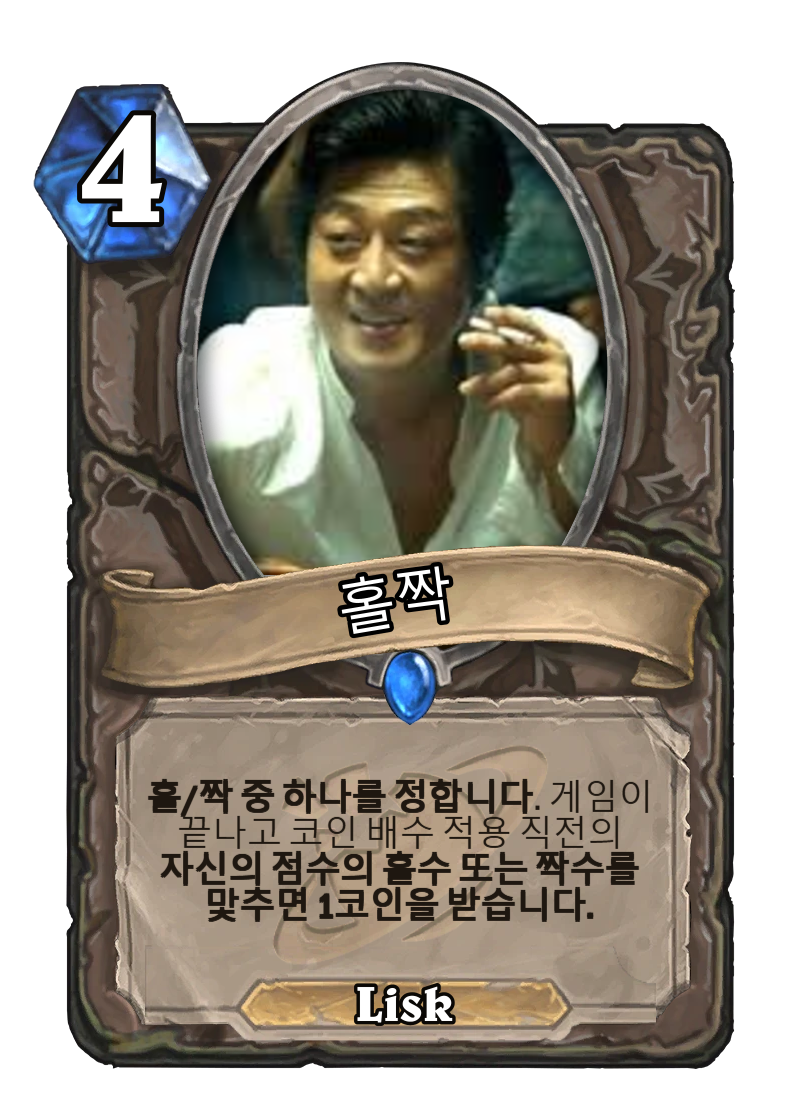 4
홀짝
홀/짝 중 하나를 정합니다. 게임이
끝나고 코인 배수 적용 직전의
자신의 점수의 홀수 또는 짝수를
맞추면 1코인을 받습니다.
Lisk